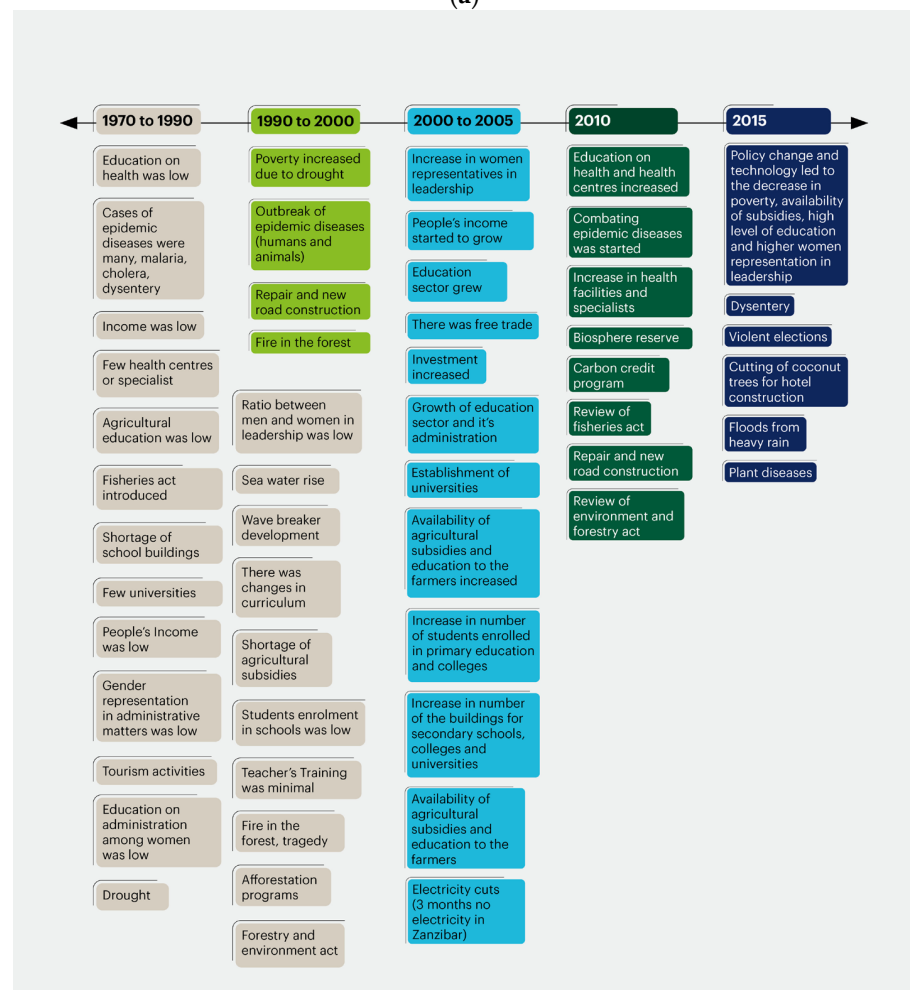 (a)
1970 to 1990
Education on
health was low
Cases of
epidemic
diseases were
many, malaria,
cholera,
dysentery
Income was low
Few health centres
or specialist
Agricultural
education was low
Fisheries act
introduced
Shortage of
school buildings
Few universities
People's Income
was low
Gender
representation
in administrative
matters was low
Tourism activities
Education on
administration
among women
was low
Drought
1990 to 2000
Poverty increased
due to drought
Outbreak of
epidemic diseases
(humans and
animals)
Repair and new
road construction
Fire in the forest
Ratio between
men and women in
leadership was low
Sea water rise
Wave breaker
development
There was
changes in
curriculum
Shortage of
agricultural
subsidies
Students enrolment
in schools was low
Teacher's Training
was minimal
Fire in the
forest, tragedy
Afforestation
programs
Forestry and
environment act
2000 to 2005
Increase in women
representatives in
leadership
People's income
started to grow
Education
sector grew
There was free trade
Investment
increased
Growth of education
sector and it's
administration
Establishment of
universities
Availability of
agricultural
subsidies and
education to the
farmers increased
Increase in number
of students enrolled
in primary education
and colleges
Increase in number
of the buildings for
secondary schools,
colleges and
universities
Availability of
agricultural
subsidies and
education to the
farmers
Electricity cuts
(3 months no
electricity in
Zanzibar)
2010
Education on
health and health
centres increased
Combating
epidemic diseases
was started
Increase in health
facilities and
specialists
Biosphere reserve
Carbon credit
program
Review of
fisheries act
Repair and new
road construction
Review of
environment and
forestry act
2015
Policy change and
technology led to
the decrease in
poverty, availability
of subsidies, high
level of education
and higher women
representation in
leadership
Dysentery
Violent elections
Cutting of coconut
trees for hotel
construction
Floods from
heavy rain
Plant diseases